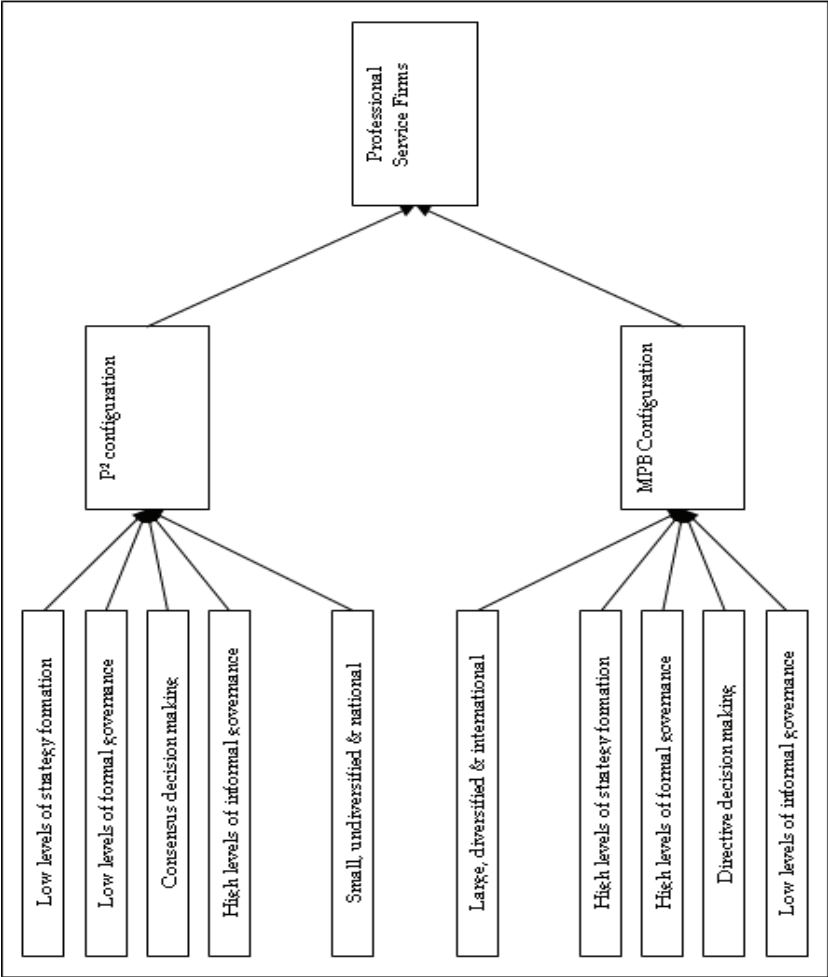 Professional
Service Firms
P² configuration
MPB Configuration
Low levels of strategy formation
Low levels of formal governance
Consensus decision making
High levels of informal governance
Small, undiversified & national
Large, diversified & international
High levels of strategy formation
High levels of formal governance
Directive decision making
Low levels of informal governance